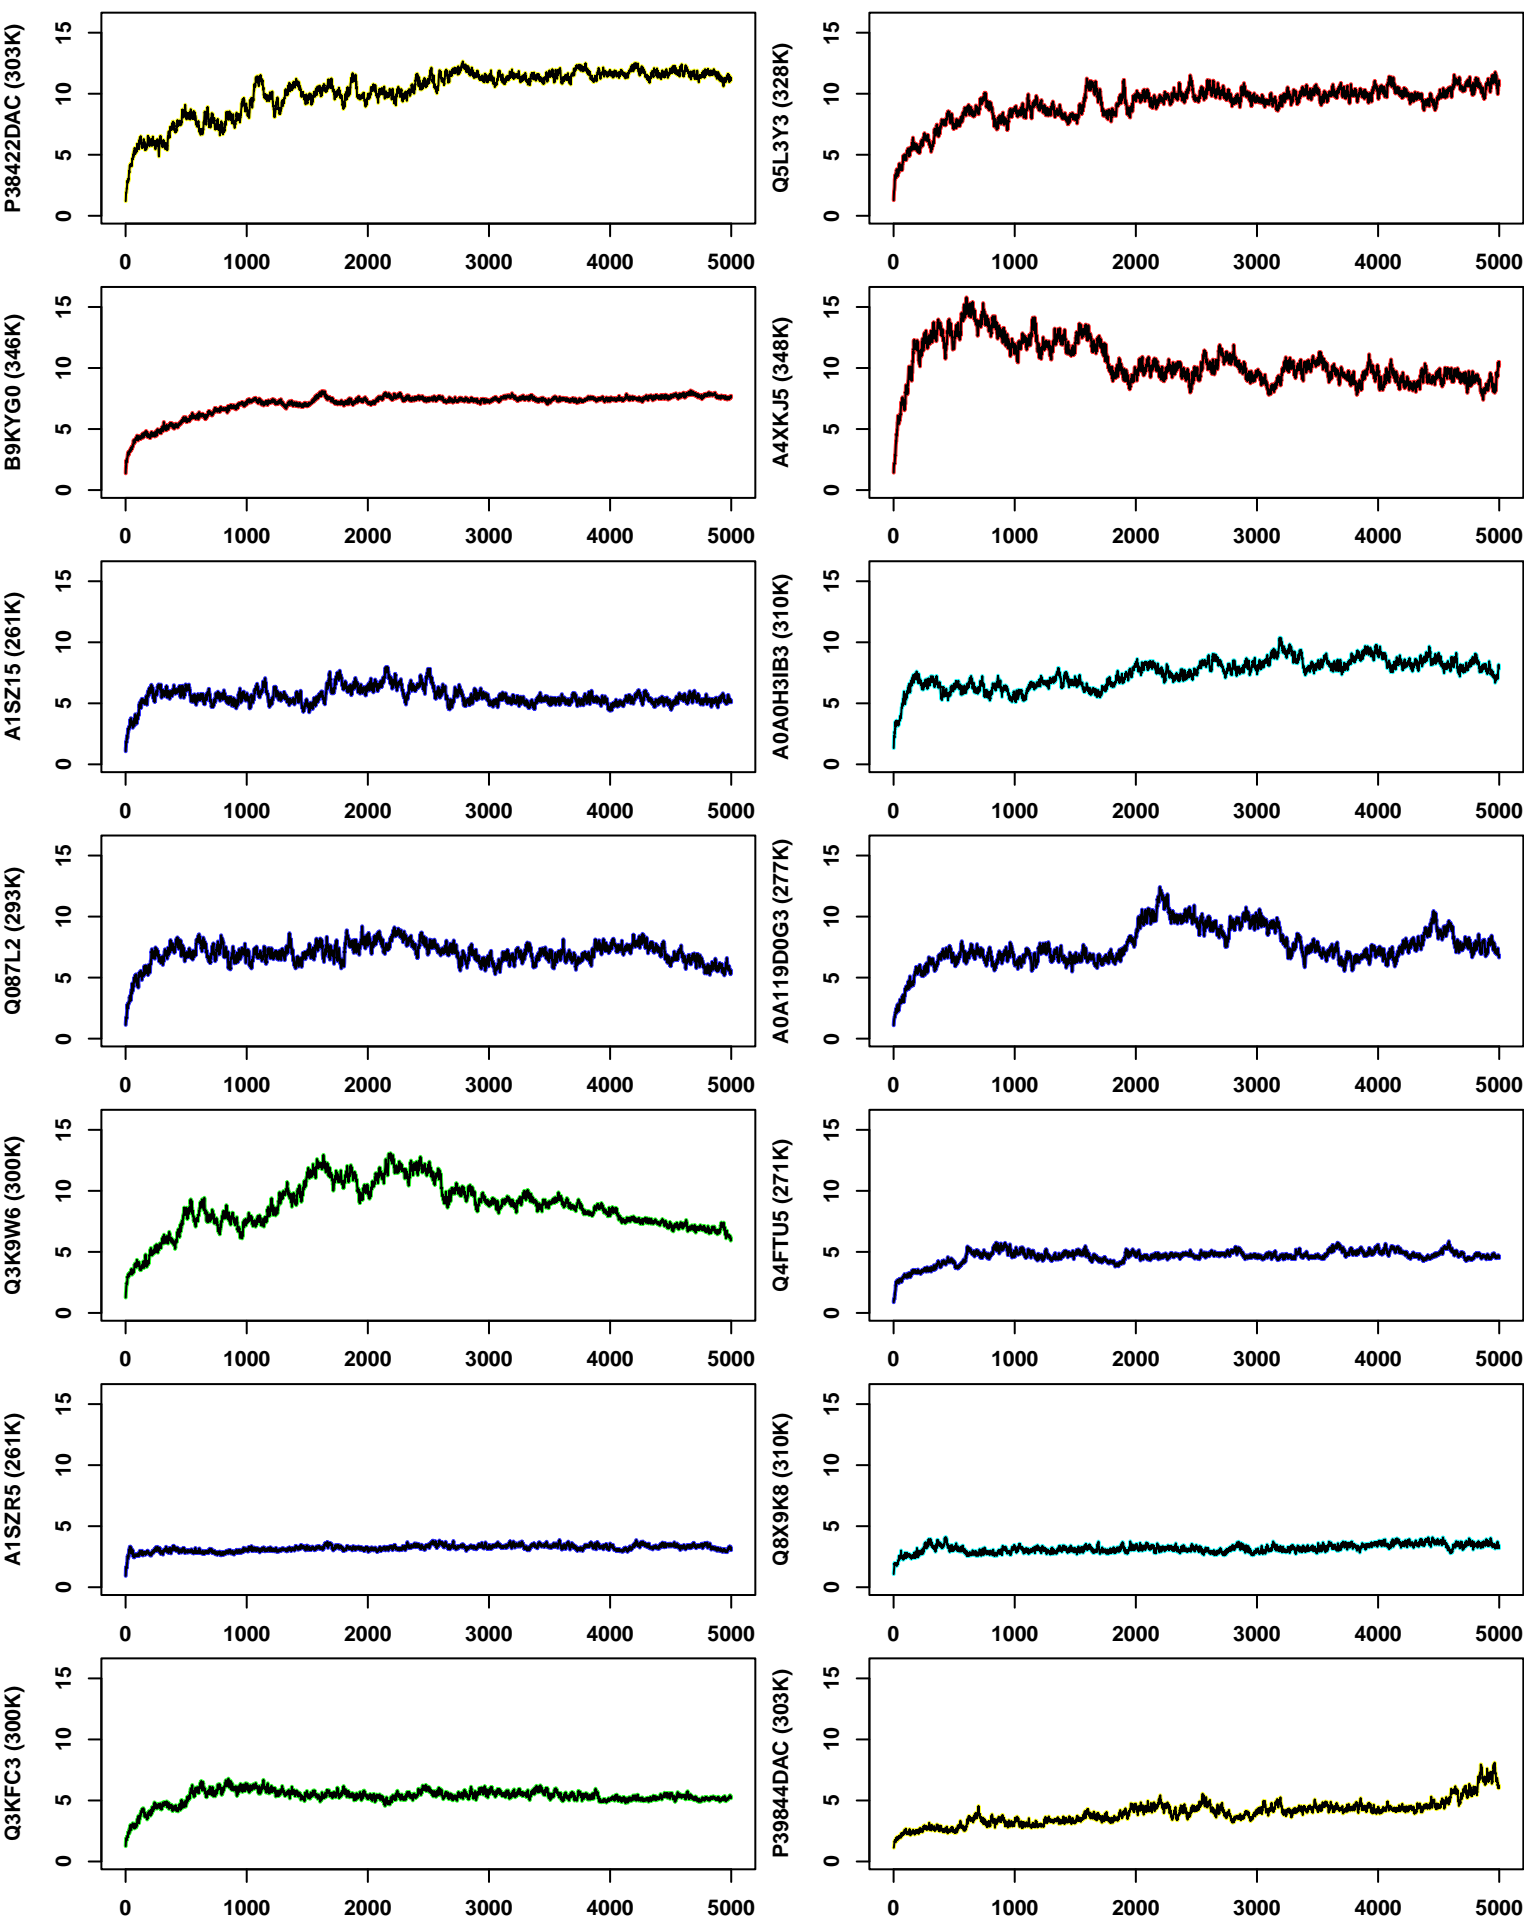 P38422DAC (303K)
15
10
5
0
0 1000 2000 3000 4000 5000
Q5L3Y3 (328K)
15
10
5
0
0 1000 2000 3000 4000 5000
B9KYG0 (346K)
15
10
5
0
0 1000 2000 3000 4000 5000
A4XKJ5 (348K)
15
10
5
0
0 1000 2000 3000 4000 5000
A1SZ15 (261K)
15
10
5
0
0 1000 2000 3000 4000 5000
A0A0H3IB3 (310K)
15
10
5
0
0 1000 2000 3000 4000 5000
Q087L2 (293K)
15
10
5
0
0 1000 2000 3000 4000 5000
A0A119D0G3 (277K)
15
10
5
0
0 1000 2000 3000 4000 5000
Q3K9W6 (300K)
15
10
5
0
0 1000 2000 3000 4000 5000
Q4FTU5 (271K)
15
10
5
0
0 1000 2000 3000 4000 5000
A1SZR5 (261K)
15
10
5
0
0 1000 2000 3000 4000 5000
Q8X9K8 (310K)
15
10
5
0
0 1000 2000 3000 4000 5000
Q3KFC3 (300K)
15
10
5
0
0 1000 2000 3000 4000 5000
P39844DAC (303K)
15
10
5
0
0 1000 2000 3000 4000 5000